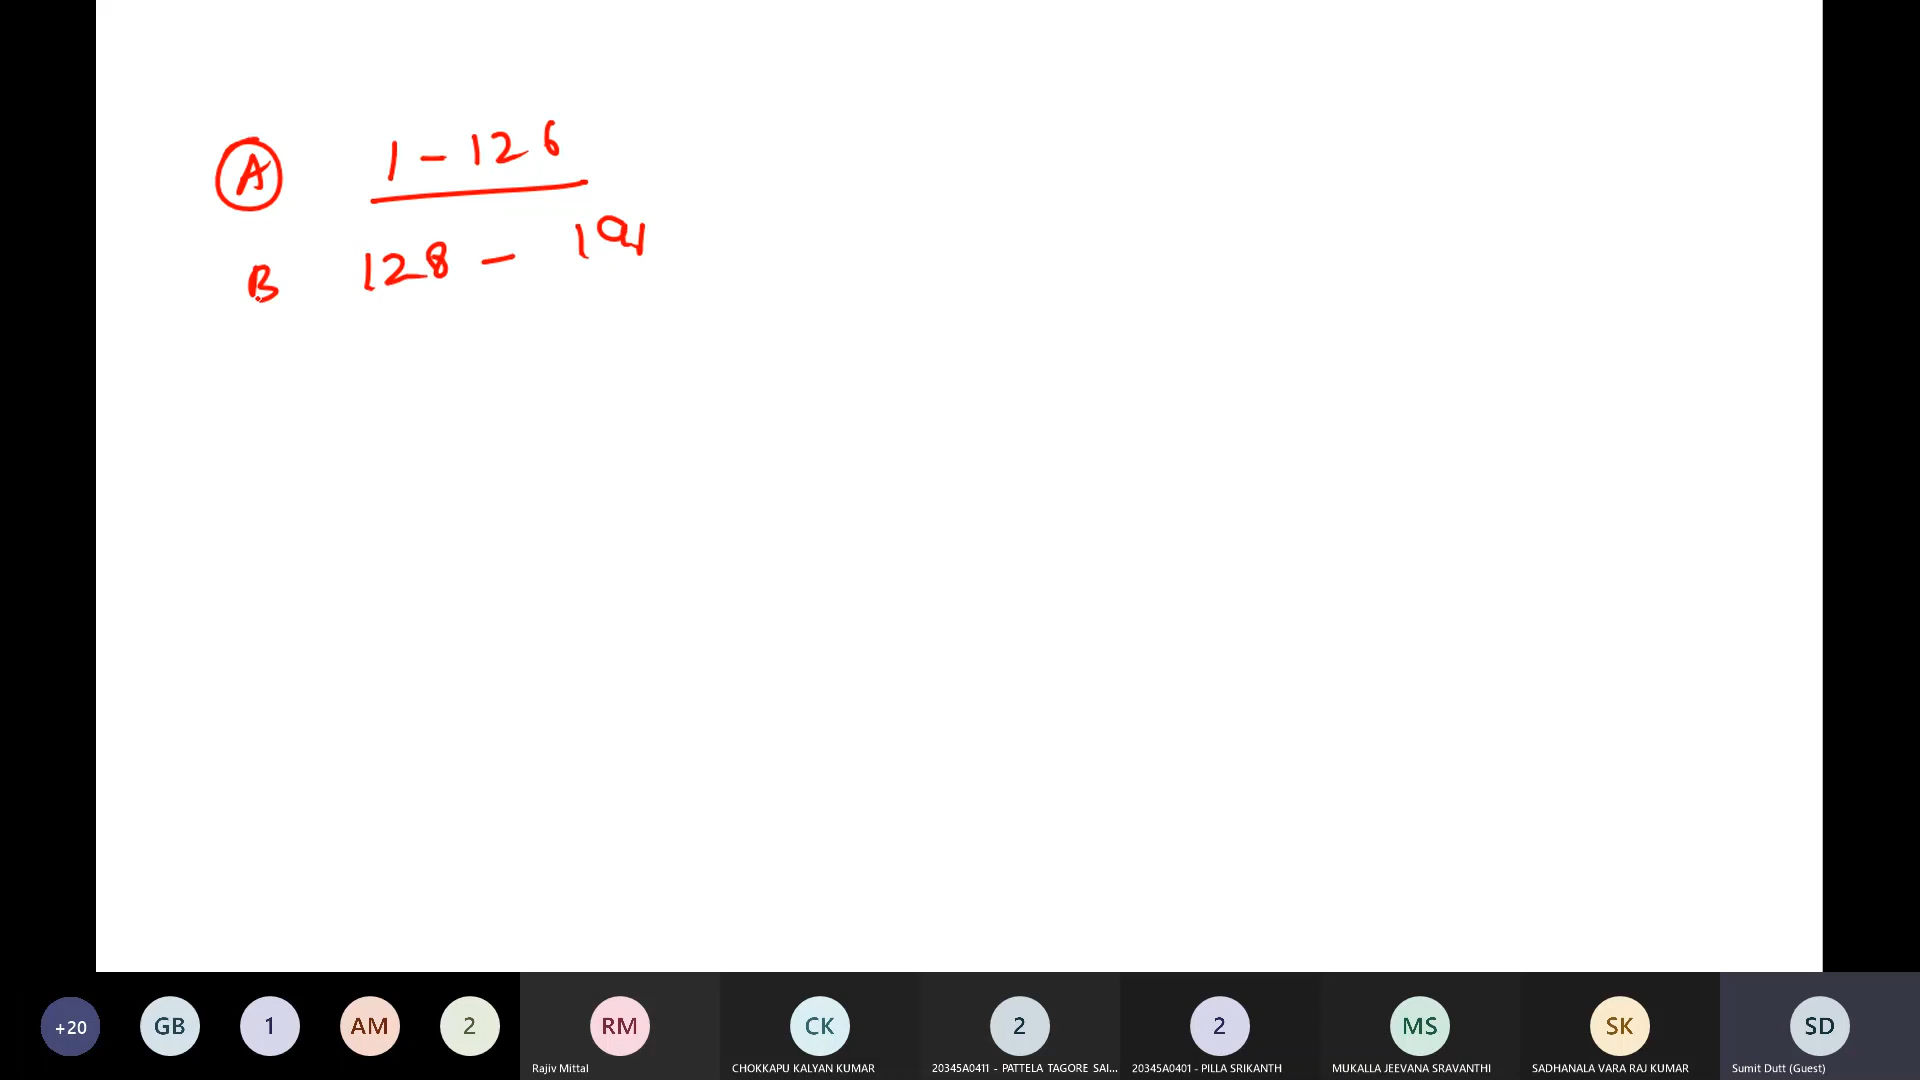 A 1 - 126
B 128 - 191
+20 GB 1 AM 2 RM CK 2 2 MS SK SD
Rajiv Mittal CHOKKAPU KALYAN KUMAR 20345A0411 - PATTELA TAGORE SAI... 20345A0401 - PILLA SRIKANTH MUKALLA JEEVANA SRAVANTHI SADHANALA VARA RAJ KUMAR Sumit Dutt (Guest)